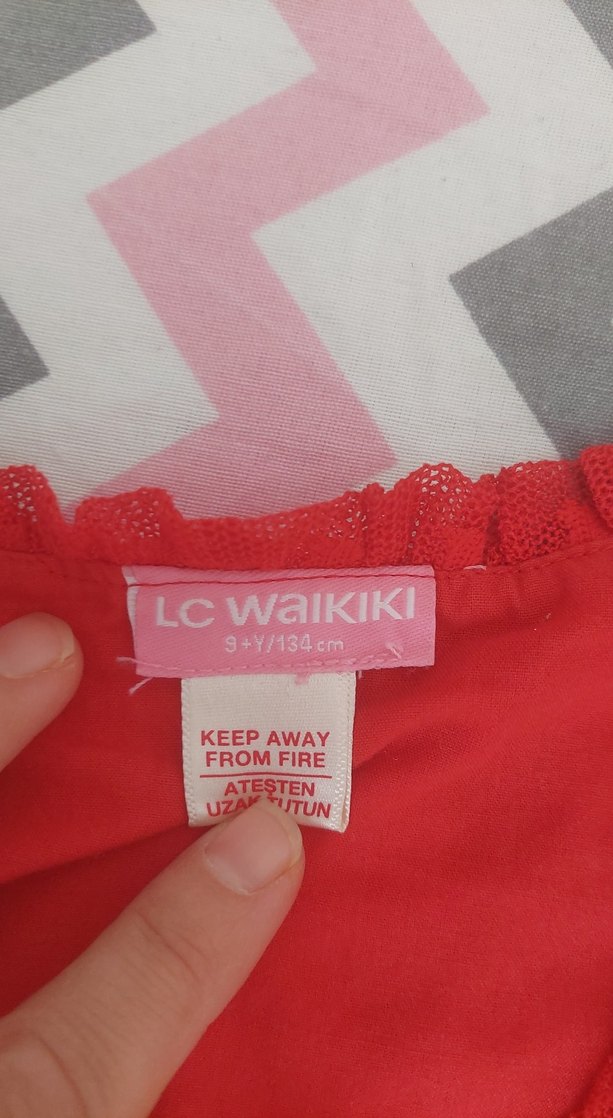 LC WAIKIKI
9+Y/134 cm
KEEP AWAY
FROM FIRE
ATEŞTEN
UZAK TUTUN